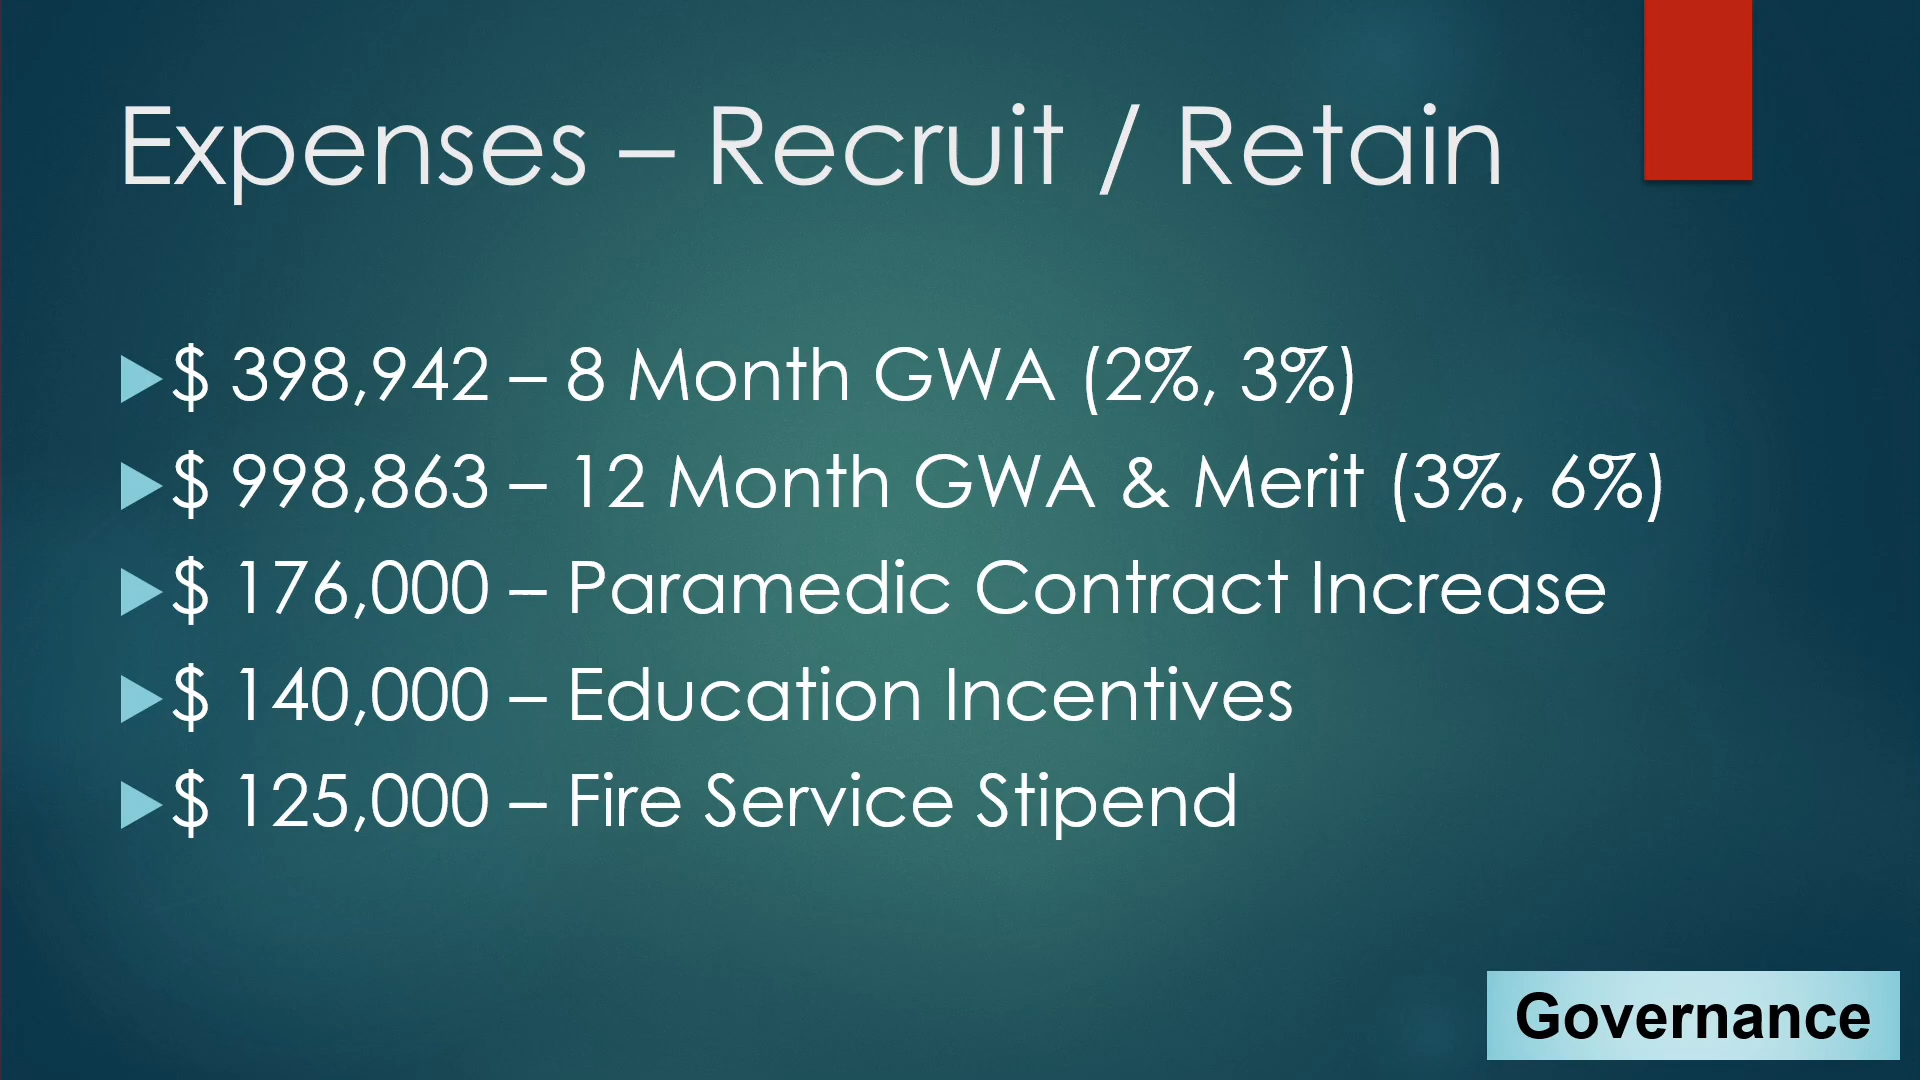 Expenses – Recruit / Retain
$ 398,942 – 8 Month GWA (2%, 3%)
$ 998,863 – 12 Month GWA & Merit (3%, 6%)
$ 176,000 – Paramedic Contract Increase
$ 140,000 – Education Incentives
$ 125,000 – Fire Service Stipend
Governance